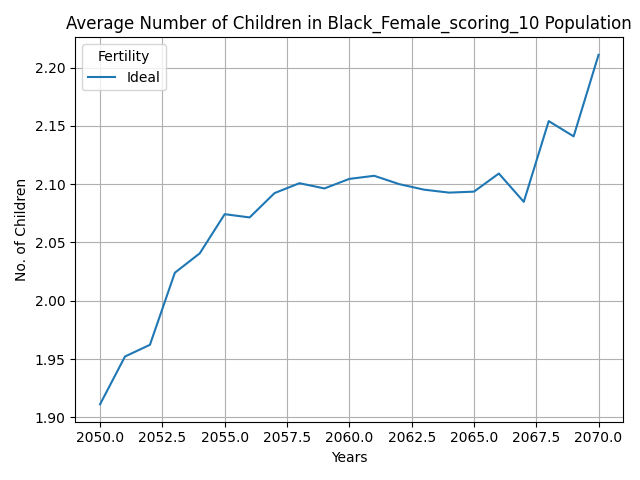 Average Number of Children in Black_Female_scoring_10 Population
Fertility
Ideal
No. of Children
2.20
2.15
2.10
2.05
2.00
1.95
1.90
2050.0 2052.5 2055.0 2057.5 2060.0 2062.5 2065.0 2067.5 2070.0
Years